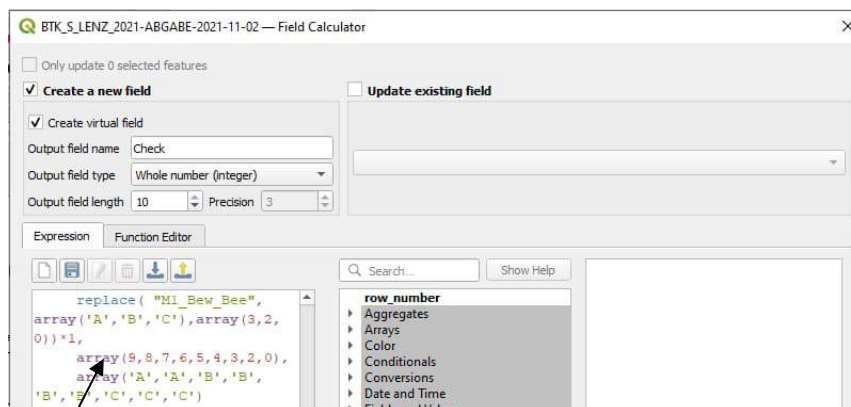 BTK_S_LENZ_2021-ABGABE-2021-11-02 — Field Calculator
Only update 0 selected features
Create a new field
Update existing field
Create virtual field
Output field name Check
Output field type Whole number (integer)
Output field length 10 Precision 3
Expression Function Editor
Search... Show Help
replace( "M1_Bew_Bee",
array('A','B','C'),array(3,2,
0))*1,
array(9,8,7,6,5,4,3,2,0),
array('A','A','B','B',
'B','B','C','C','C')
row_number
Aggregates
Arrays
Color
Conditionals
Conversions
Date and Time